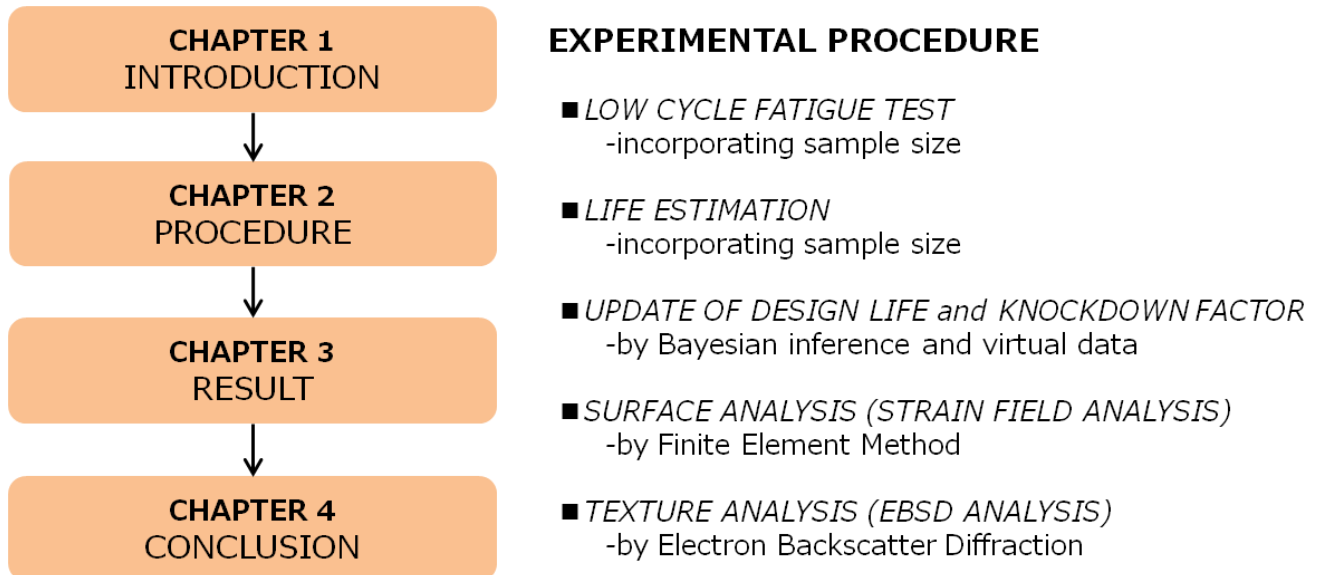 CHAPTER 1
INTRODUCTION
CHAPTER 2
PROCEDURE
CHAPTER 3
RESULT
CHAPTER 4
CONCLUSION
EXPERIMENTAL PROCEDURE
■ LOW CYCLE FATIGUE TEST
-incorporating sample size
■ LIFE ESTIMATION
-incorporating sample size
■ UPDATE OF DESIGN LIFE and KNOCKDOWN FACTOR
-by Bayesian inference and virtual data
■ SURFACE ANALYSIS (STRAIN FIELD ANALYSIS)
-by Finite Element Method
■ TEXTURE ANALYSIS (EBSD ANALYSIS)
-by Electron Backscatter Diffraction